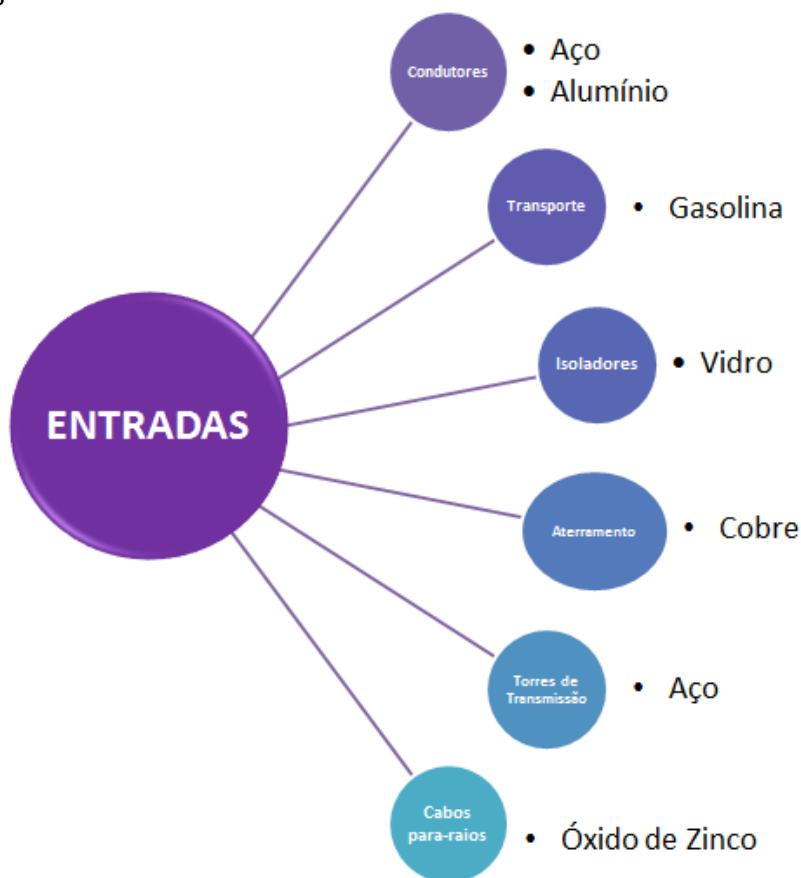 Condutores
• Aço
• Alumínio
Transporte
• Gasolina
Isoladores
• Vidro
ENTRADAS
Aterramento
• Cobre
Torres de
Transmissão
• Aço
Cabos
para-raios
• Óxido de Zinco